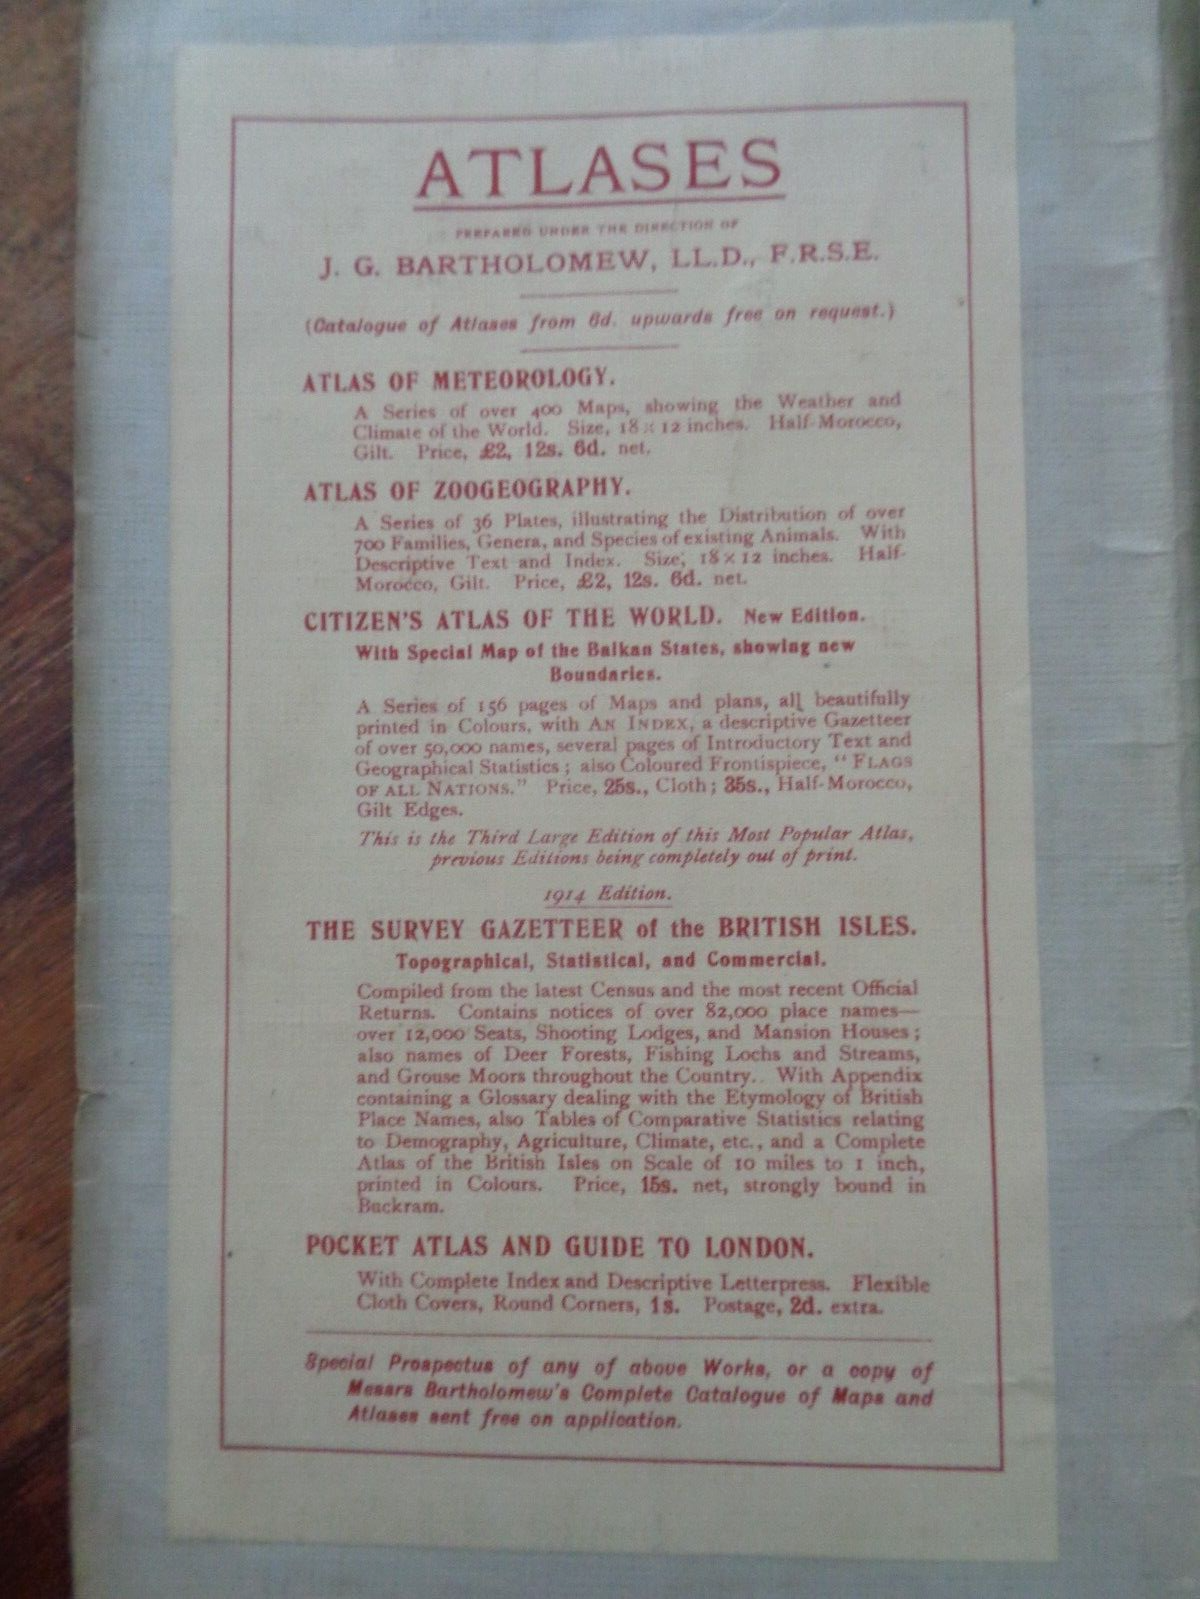 ATLASES
PREPARED UNDER THE DIRECTION OF
J. G. BARTHOLOMEW, LL.D., F.R.S.E.
(Catalogue of Atlases from 6d. upwards free on request.)
ATLAS OF METEOROLOGY.
A Series of over 400 Maps, showing the Weather and
Climate of the World. Size, 18 × 12 inches. Half-Morocco,
Gilt. Price, £2, 12s. 6d. net.
ATLAS OF ZOOGEOGRAPHY.
A Series of 36 Plates, illustrating the Distribution of over
700 Families, Genera, and Species of existing Animals. With
Descriptive Text and Index. Size, 18 × 12 inches. Half-
Morocco, Gilt. Price, £2, 12s. 6d. net.
CITIZEN'S ATLAS OF THE WORLD. New Edition.
With Special Map of the Balkan States, showing new
Boundaries.
A Series of 156 pages of Maps and plans, all beautifully
printed in Colours, with AN INDEX, a descriptive Gazetteer
of over 50,000 names, several pages of Introductory Text and
Geographical Statistics; also Coloured Frontispiece, "FLAGS
OF ALL NATIONS." Price, 25s., Cloth; 35s., Half-Morocco,
Gilt Edges.
This is the Third Large Edition of this Most Popular Atlas,
previous Editions being completely out of print.
1914 Edition.
THE SURVEY GAZETTEER of the BRITISH ISLES.
Topographical, Statistical, and Commercial.
Compiled from the latest Census and the most recent Official
Returns. Contains notices of over 82,000 place names—
over 12,000 Seats, Shooting Lodges, and Mansion Houses;
also names of Deer Forests, Fishing Lochs and Streams,
and Grouse Moors throughout the Country.. With Appendix
containing a Glossary dealing with the Etymology of British
Place Names, also Tables of Comparative Statistics relating
to Demography, Agriculture, Climate, etc., and a Complete
Atlas of the British Isles on Scale of 10 miles to 1 inch,
printed in Colours. Price, 15s. net, strongly bound in
Buckram.
POCKET ATLAS AND GUIDE TO LONDON.
With Complete Index and Descriptive Letterpress. Flexible
Cloth Covers, Round Corners, 1s. Postage, 2d. extra.
Special Prospectus of any of above Works, or a copy of
Messrs Bartholomew's Complete Catalogue of Maps and
Atlases sent free on application.